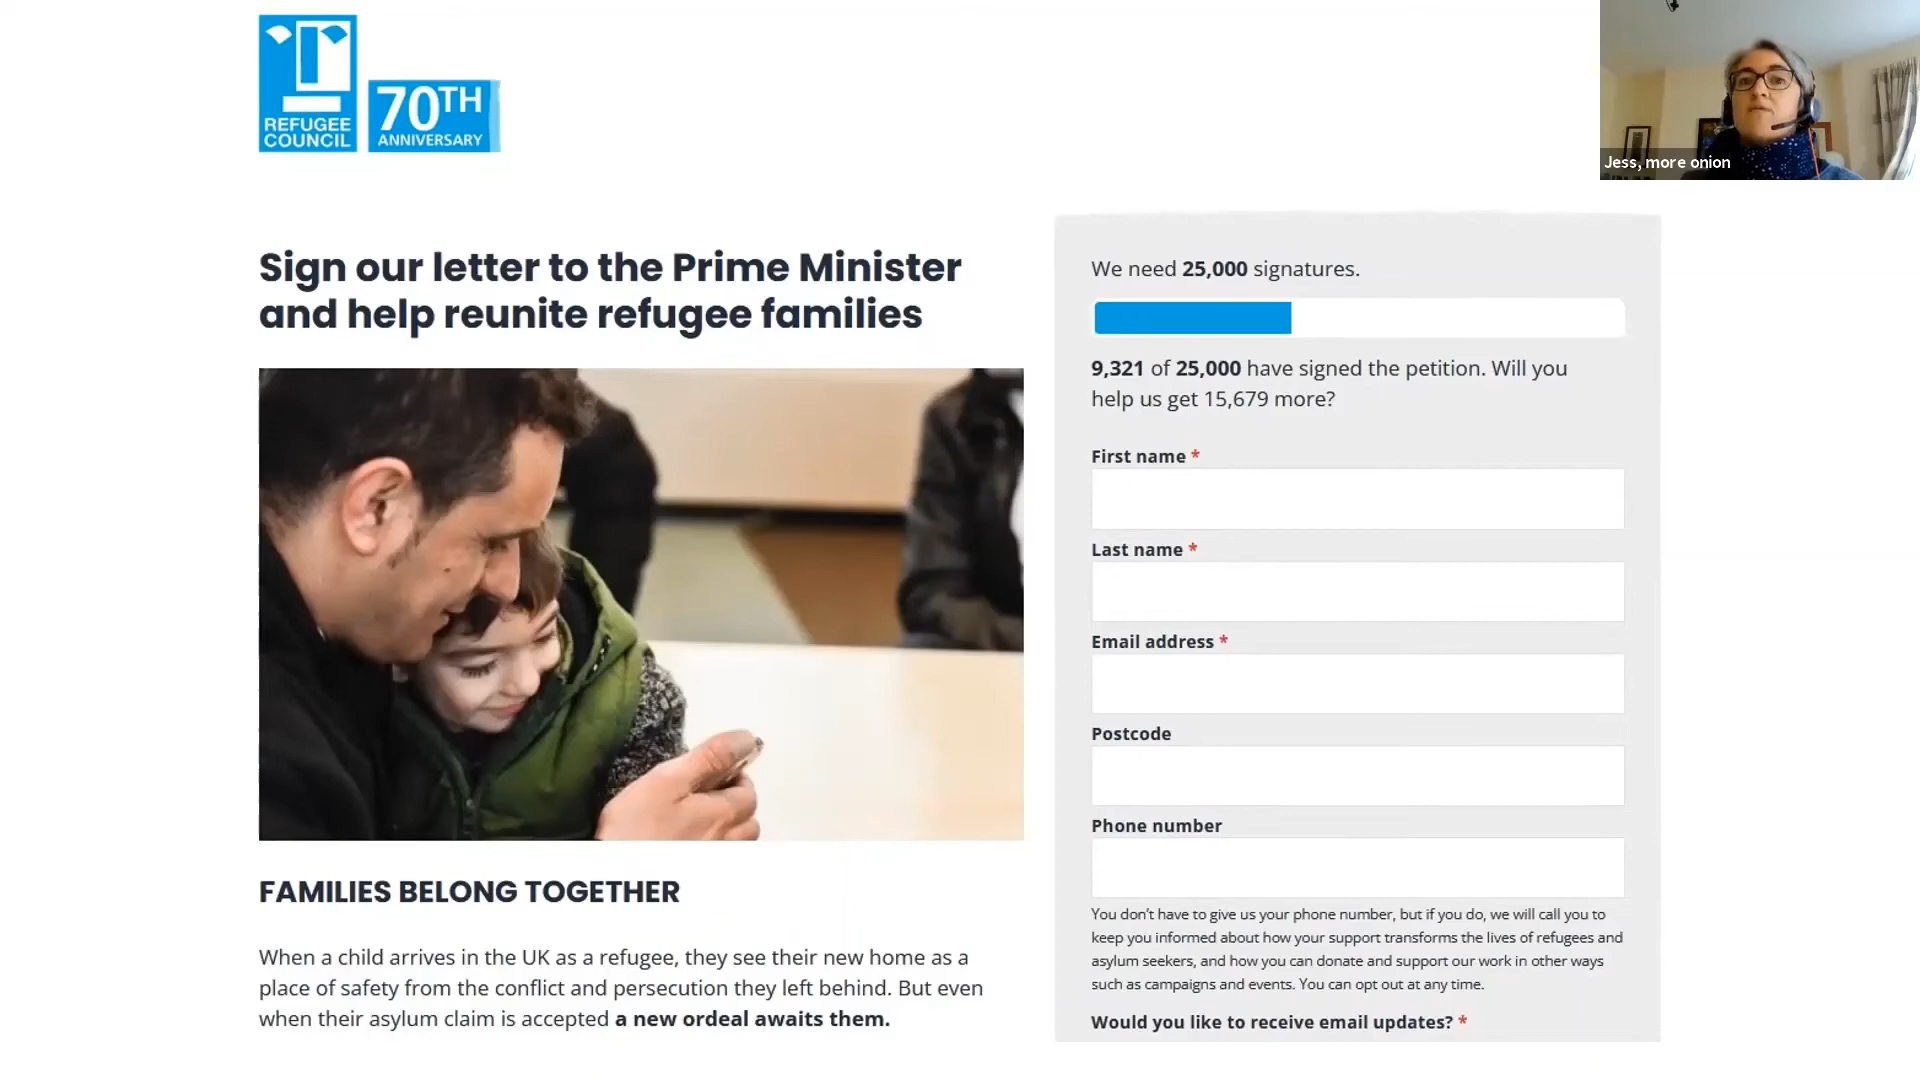 REFUGEE
COUNCIL
70TH
ANNIVERSARY
Jess, more onion
Sign our letter to the Prime Minister
and help reunite refugee families
FAMILIES BELONG TOGETHER
When a child arrives in the UK as a refugee, they see their new home as a
place of safety from the conflict and persecution they left behind. But even
when their asylum claim is accepted a new ordeal awaits them.
We need 25,000 signatures.
9,321 of 25,000 have signed the petition. Will you
help us get 15,679 more?
First name *
Last name *
Email address *
Postcode
Phone number
You don't have to give us your phone number, but if you do, we will call you to
keep you informed about how your support transforms the lives of refugees and
asylum seekers, and how you can donate and support our work in other ways
such as campaigns and events. You can opt out at any time.
Would you like to receive email updates? *